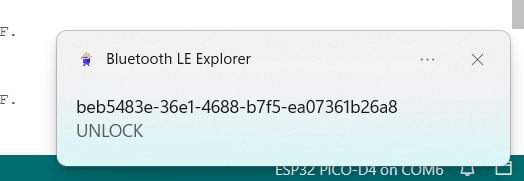 F.
Bluetooth LE Explorer
F.
beb5483e-36e1-4688-b7f5-ea07361b26a8
UNLOCK
ESP32 PICO-D4 on COM6